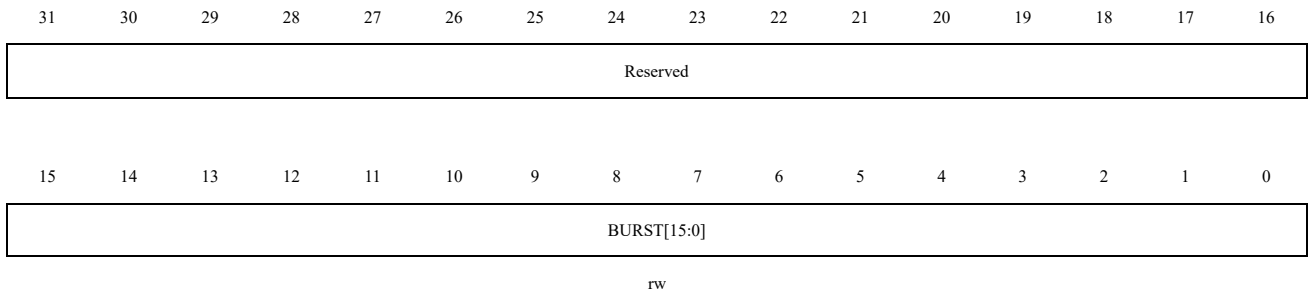 31 30 29 28 27 26 25 24 23 22 21 20 19 18 17 16
Reserved
15 14 13 12 11 10 9 8 7 6 5 4 3 2 1 0
BURST[15:0]
rw